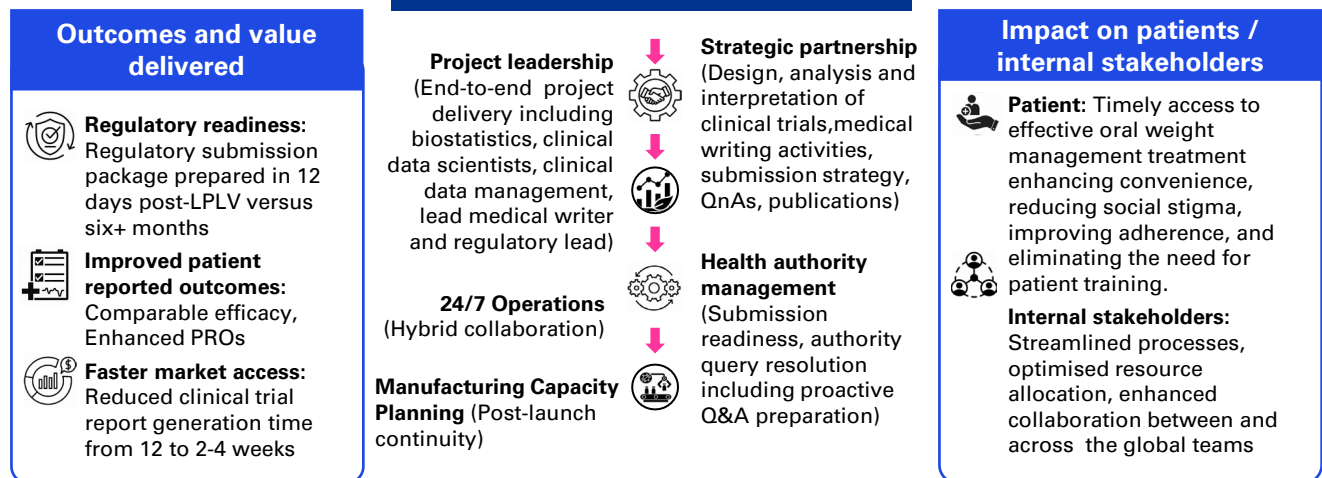 Outcomes and value
delivered
Regulatory readiness:
Regulatory submission
package prepared in 12
days post-LPLV versus
six+ months
Improved patient
reported outcomes:
Comparable efficacy,
Enhanced PROs
Faster market access:
Reduced clinical trial
report generation time
from 12 to 2-4 weeks
Project leadership
(End-to-end project
delivery including
biostatistics, clinical
data scientists, clinical
data management,
lead medical writer
and regulatory lead)
24/7 Operations
(Hybrid collaboration)
Manufacturing Capacity
Planning (Post-launch
continuity)
Strategic partnership
(Design, analysis and
interpretation of
clinical trials,medical
writing activities,
submission strategy,
QnAs, publications)
Health authority
management
(Submission
readiness, authority
query resolution
including proactive
Q&A preparation)
Impact on patients /
internal stakeholders
Patient: Timely access to
effective oral weight
management treatment
enhancing convenience,
reducing social stigma,
improving adherence, and
eliminating the need for
patient training.
Internal stakeholders:
Streamlined processes,
optimised resource
allocation, enhanced
collaboration between and
across the global teams